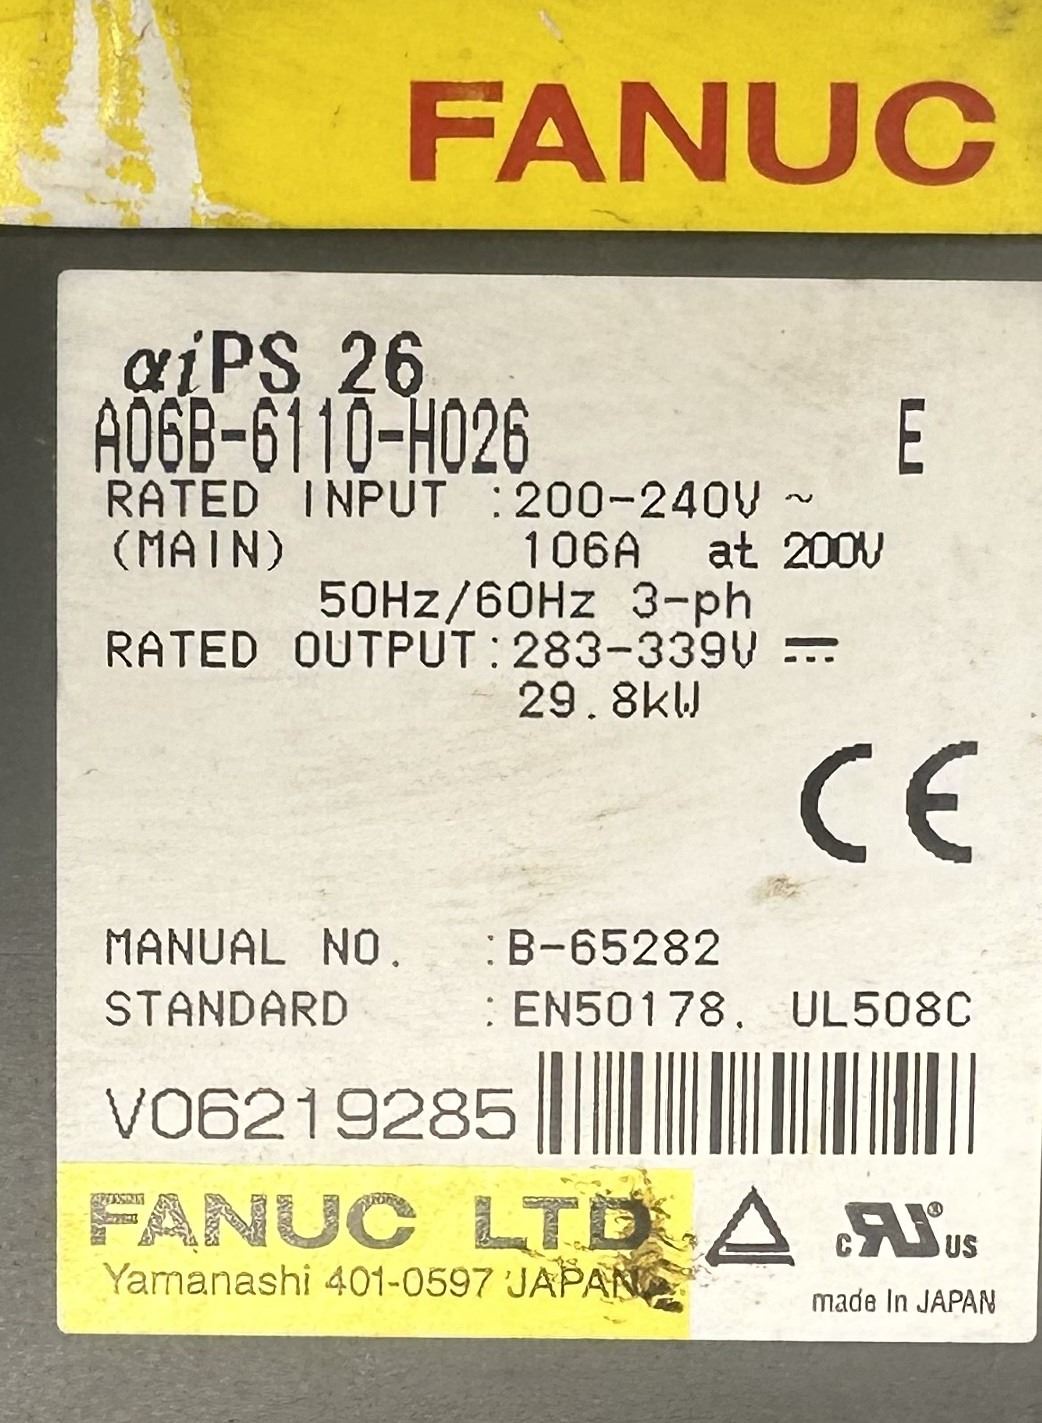 FANUC
αiPS 26
A06B-6110-H026 E
RATED INPUT :200-240V ~
(MAIN) 106A at 200V
50Hz/60Hz 3-ph
RATED OUTPUT:283-339V ⎓
29.8kW
CE
MANUAL NO. :B-65282
STANDARD :EN50178, UL508C
V06219285
FANUC LTD
Yamanashi 401-0597 JAPAN
c RU® US
made in JAPAN